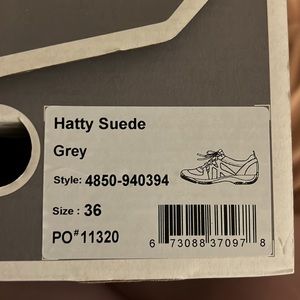 Hatty Suede
Grey
Style: 4850-940394
Size : 36
PO#11320
6 73088 37097 8